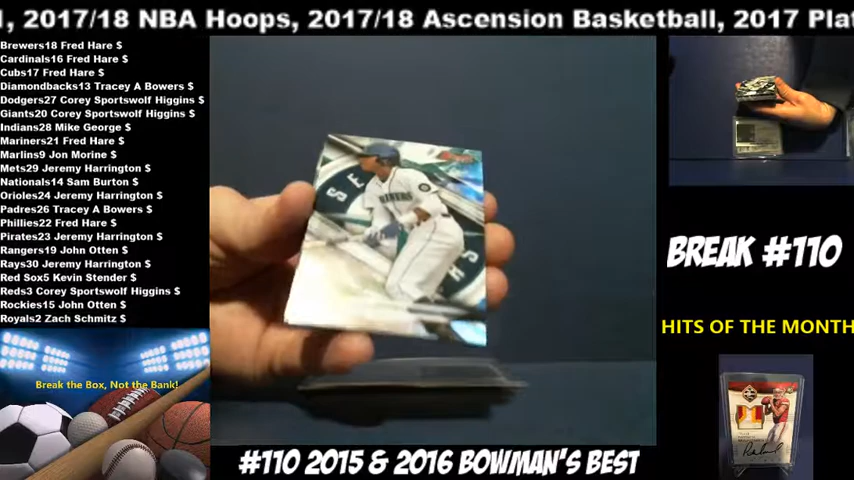 1, 2017/18 NBA Hoops, 2017/18 Ascension Basketball, 2017 Plat
Brewers18 Fred Hare $
Cardinals16 Fred Hare $
Cubs17 Fred Hare $
Diamondbacks13 Tracey A Bowers $
Dodgers27 Corey Sportswolf Higgins $
Giants20 Corey Sportswolf Higgins $
Indians28 Mike George $
Mariners21 Fred Hare $
Marlins9 Jon Morine $
Mets29 Jeremy Harrington $
Nationals14 Sam Burton $
Orioles24 Jeremy Harrington $
Padres26 Tracey A Bowers $
Phillies22 Fred Hare $
Pirates23 Jeremy Harrington $
Rangers19 John Otten $
Rays30 Jeremy Harrington $
Red Sox5 Kevin Stender $
Reds3 Corey Sportswolf Higgins $
Rockies15 John Otten $
Royals2 Zach Schmitz $
Break the Box, Not the Bank!
BREAK #110
HITS OF THE MONTH
#110 2015 & 2016 BOWMAN'S BEST